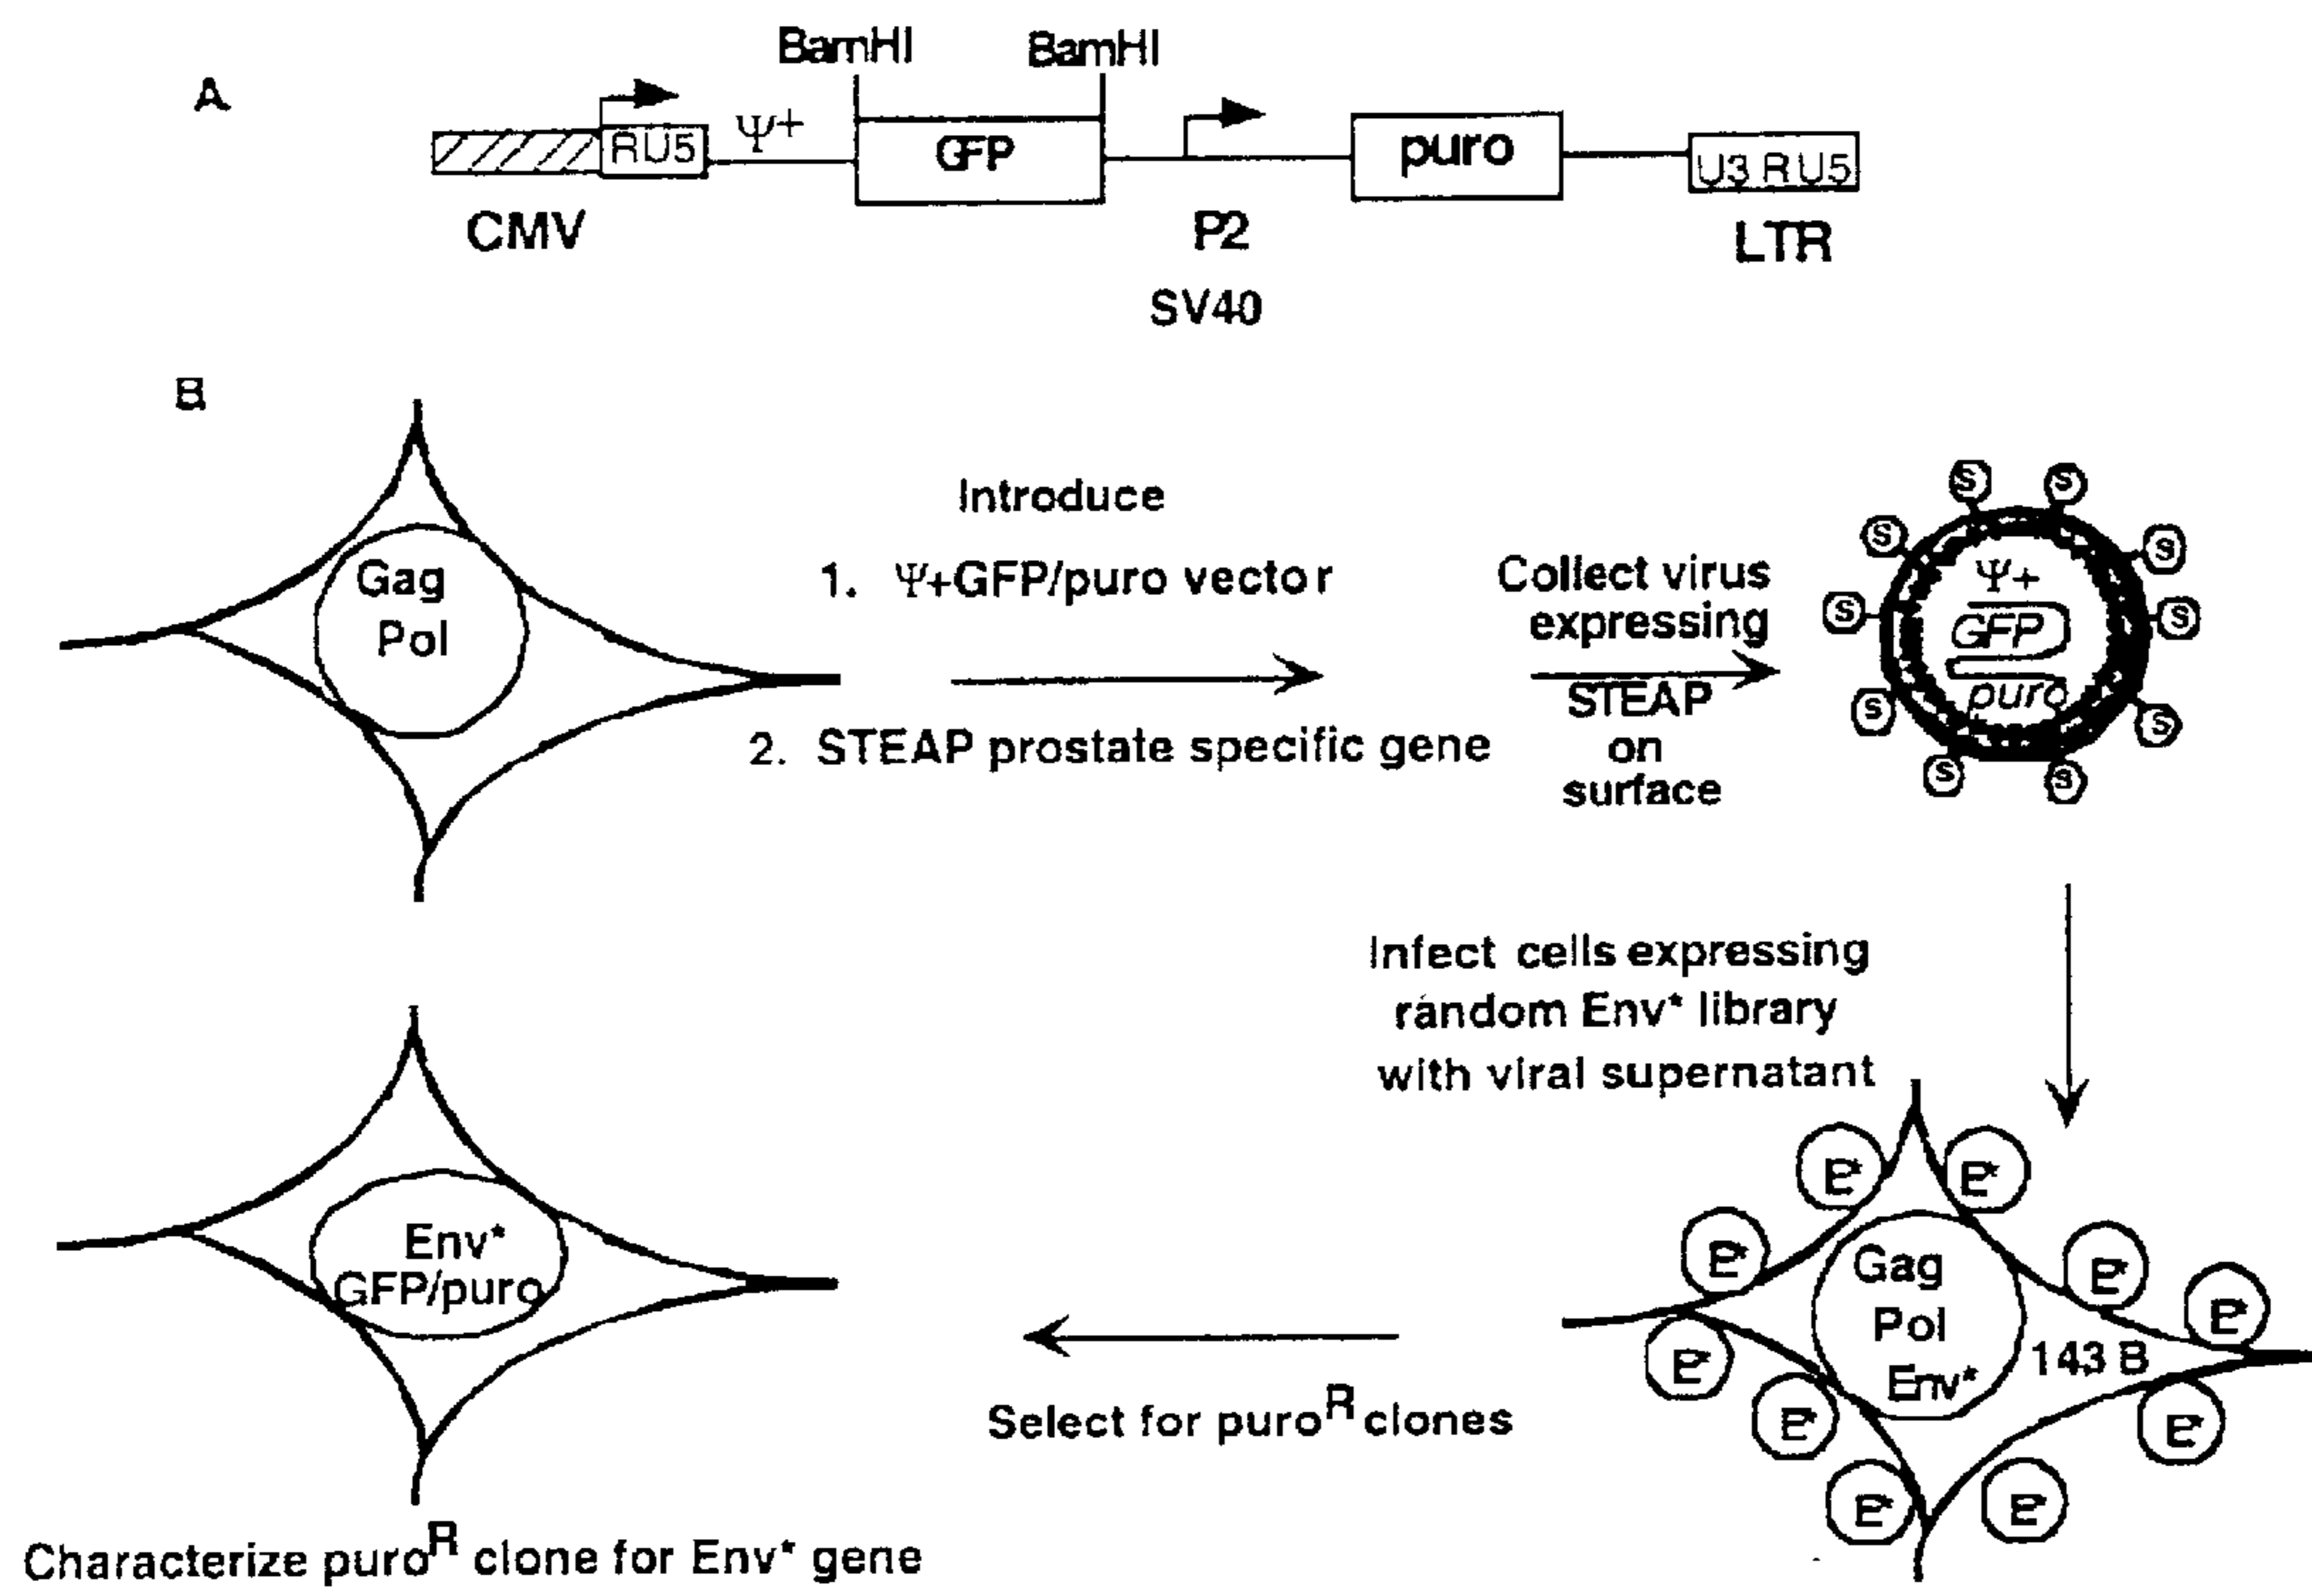 A
BamHI BamHI
RU5 Ψ+ GFP puro U3 R U5
CMV P2 LTR
SV40
B
Gag
Pol
Introduce
1. Ψ+GFP/puro vector
2. STEAP prostate specific gene
Collect virus
expressing
STEAP
on
surface
S
S
S
S
S
S
S
S
S
S
Ψ+
GFP
puro
Infect cells expressing
random Env* library
with viral supernatant
E*
E*
E*
E*
E*
E*
E*
E*
E*
E*
Gag
Pol
Env*
143 B
Select for puroR clones
Env*
GFP/puro
Characterize puroR clone for Env* gene